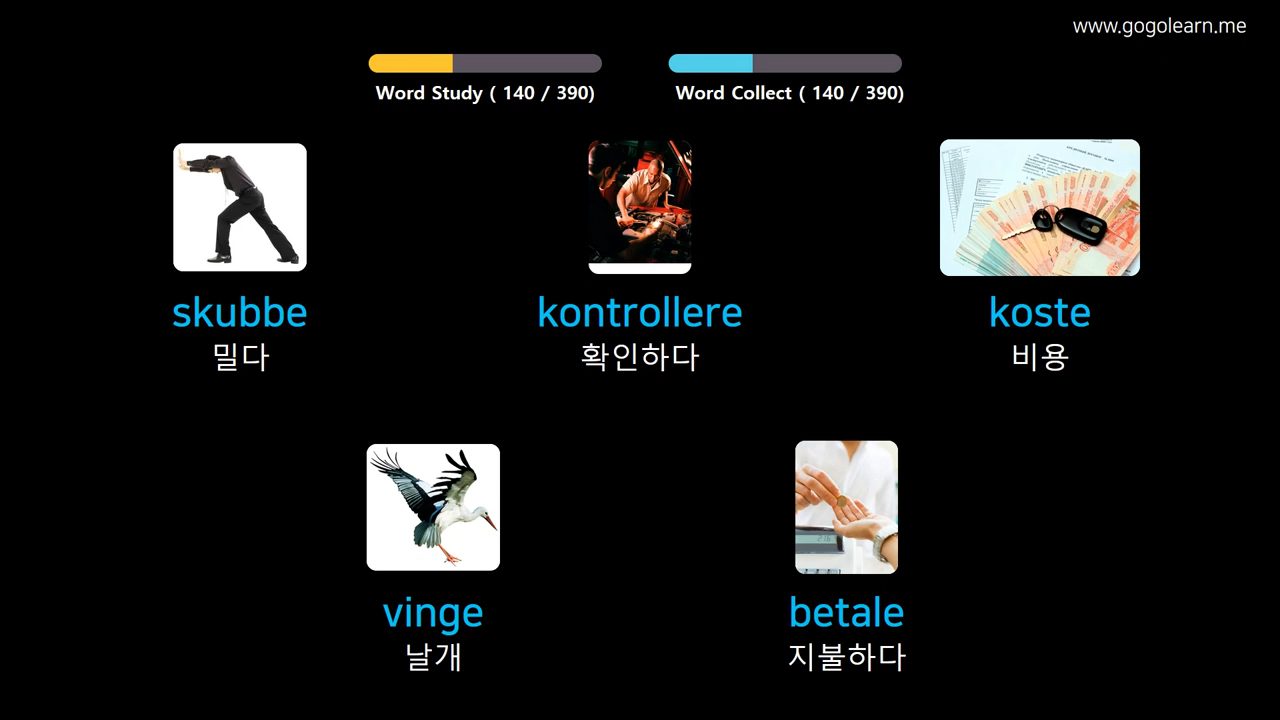 www.gogolearn.me
Word Study ( 140 / 390)
Word Collect ( 140 / 390)
skubbe
밀다
kontrollere
확인하다
koste
비용
vinge
날개
betale
지불하다